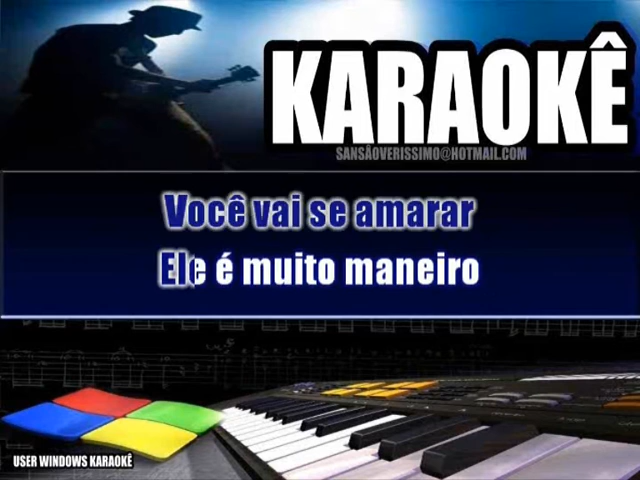 KARAOKÊ
SANSÃOVERISSIMO@HOTMAIL.COM
Você vai se amarar
Ele é muito maneiro
USER WINDOWS KARAOKÊ